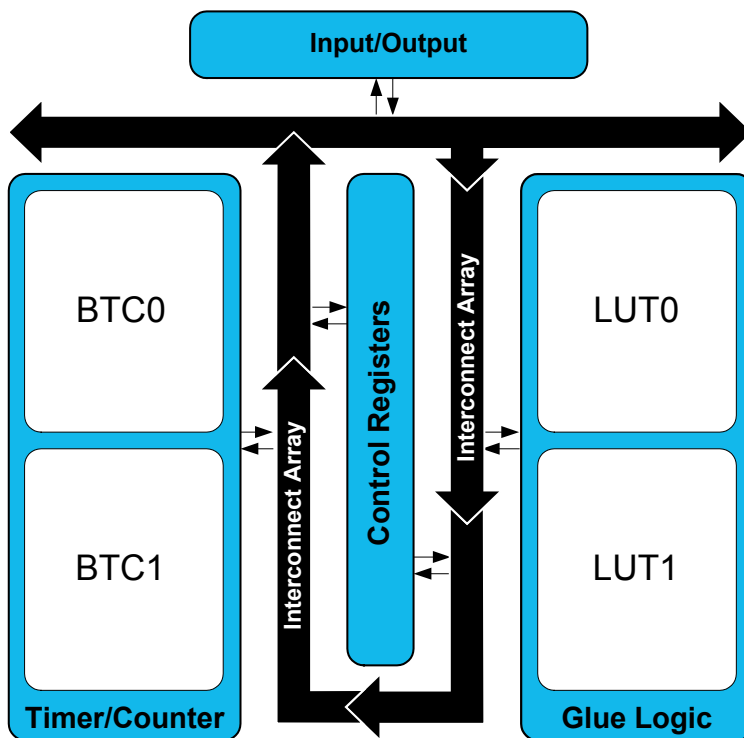 Input/Output
BTC0
BTC1
Timer/Counter
Interconnect Array
Control Registers
Interconnect Array
LUT0
LUT1
Glue Logic